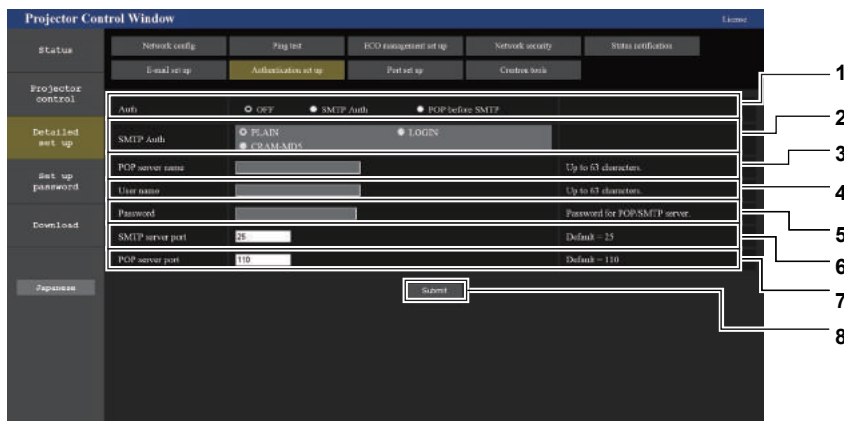 Projector Control Window License
Status Network config Ping test ECO management set up Network security Status notification
E-mail set up Authentication set up Port set up Crestron tools
Projector
control
Auth OFF SMTP Auth POP before SMTP 1
Detailed
set up
SMTP Auth PLAIN LOGIN 2
CRAM-MD5
POP server name Up to 63 characters. 3
Set up
password
User name Up to 63 characters. 4
Password Password for POP/SMTP server. 5
Download
SMTP server port 25 Default = 25 6
POP server port 110 Default = 110 7
Japanese
Submit 8